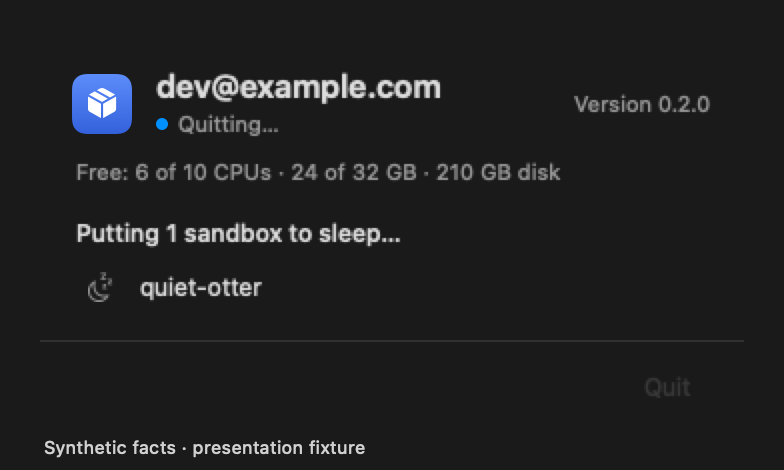 dev@example.com
Quitting...
Version 0.2.0
Free: 6 of 10 CPUs · 24 of 32 GB · 210 GB disk
Putting 1 sandbox to sleep...
quiet-otter
Quit
Synthetic facts · presentation fixture